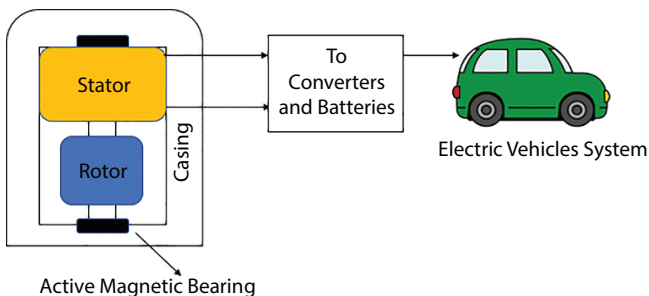 Stator
Rotor
Casing
To
Converters
and Batteries
Electric Vehicles System
Active Magnetic Bearing